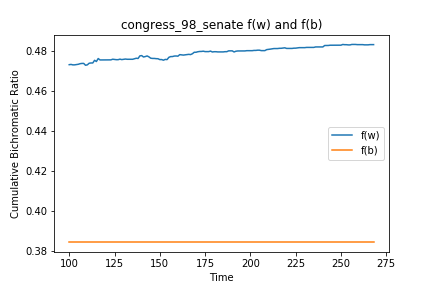 congress_98_senate f(w) and f(b)
Cumulative Bichromatic Ratio
0.48
0.46
0.44
0.42
0.40
0.38
f(w)
f(b)
100 125 150 175 200 225 250 275
Time